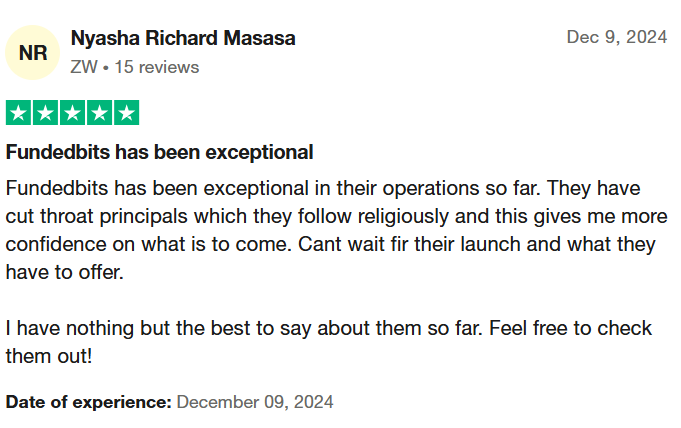 NR
Nyasha Richard Masasa
Dec 9, 2024
ZW • 15 reviews
Fundedbits has been exceptional
Fundedbits has been exceptional in their operations so far. They have
cut throat principals which they follow religiously and this gives me more
confidence on what is to come. Cant wait fir their launch and what they
have to offer.
I have nothing but the best to say about them so far. Feel free to check
them out!
Date of experience: December 09, 2024